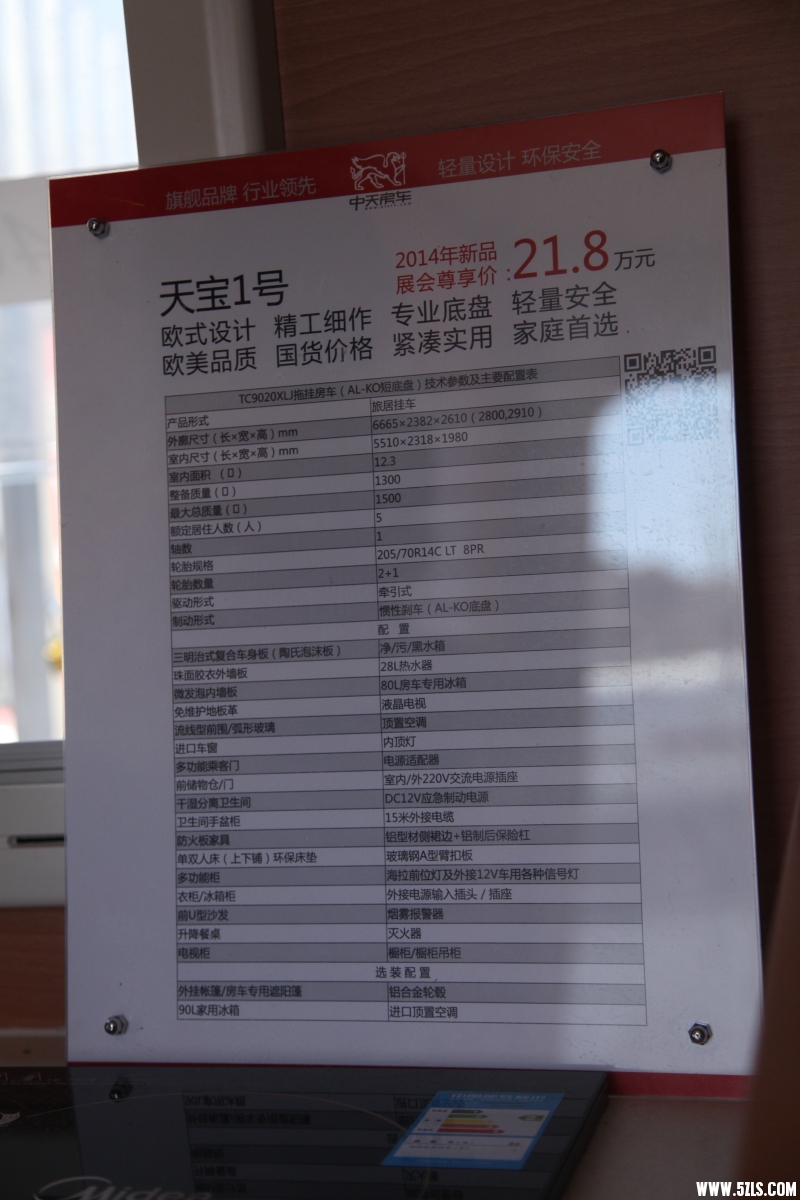 旗舰品牌 行业领先
中天房车
轻量设计 环保安全
天宝1号
2014年新品
展会尊享价：21.8万元
欧式设计 精工细作 专业底盘 轻量安全
欧美品质 国货价格 紧凑实用 家庭首选
TC9020XLJ拖挂房车（AL-KO短底盘）技术参数及主要配置表
产品形式 旅居挂车
外廓尺寸（长×宽×高）mm 6665×2382×2610（2800,2910）
室内尺寸（长×宽×高）mm 5510×2318×1980
室内面积（▯） 12.3
整备质量（▯） 1300
最大总质量（▯） 1500
额定居住人数（人） 5
轴数 1
轮胎规格 205/70R14C LT 8PR
轮胎数量 2+1
驱动形式 牵引式
制动形式 惯性刹车（AL-KO底盘）
配 置
三明治式复合车身板（陶氏泡沫板） 净/污/黑水箱
珠面胶衣外墙板 28L热水器
微发泡内墙板 80L房车专用冰箱
免维护地板革 液晶电视
流线型前围/弧形玻璃 顶置空调
进口车窗 内顶灯
多功能乘客门 电源适配器
前储物仓/门 室内/外220V交流电源插座
干湿分离卫生间 DC12V应急制动电源
卫生间手盆柜 15米外接电缆
防火板家具 铝型材侧裙边+铝制后保险杠
单双人床（上下铺）环保床垫 玻璃钢A型臂扣板
多功能柜 海拉前位灯及外接12V车用各种信号灯
衣柜/冰箱柜 外接电源输入插头 / 插座
前U型沙发 烟雾报警器
升降餐桌 灭火器
电视柜 橱柜/橱柜吊柜
选 装 配 置
外挂帐篷/房车专用遮阳蓬 铝合金轮毂
90L家用冰箱 进口顶置空调
Midea
WWW.5ZLS.COM